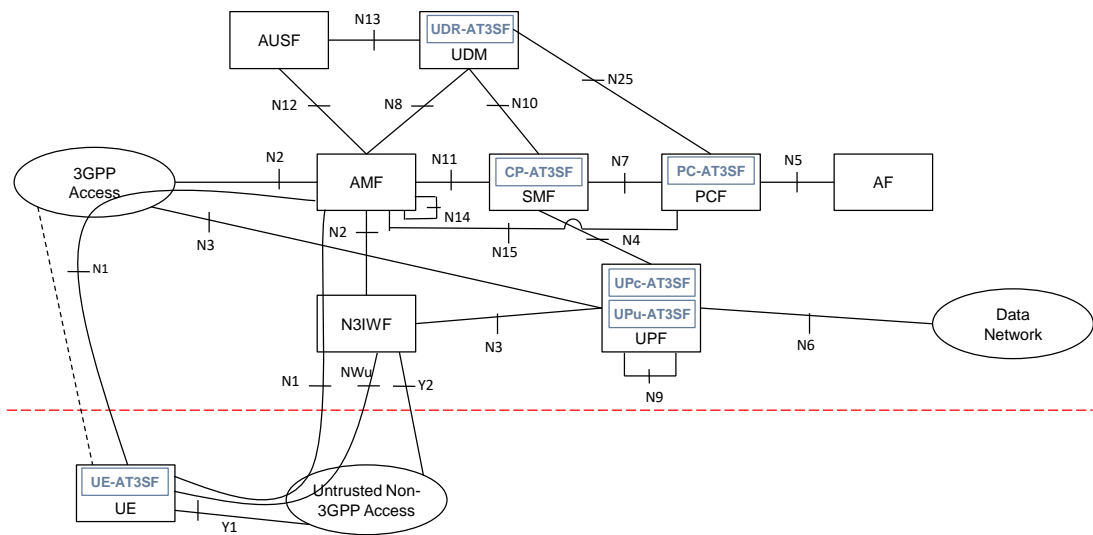 N13
AUSF
UDR-AT3SF
UDM
N25
N12
N8
N10
3GPP
Access
N2
AMF
N11
CP-AT3SF
SMF
N7
PC-AT3SF
PCF
N5
AF
N14
N2
N3
N15
N4
N1
UPc-AT3SF
UPu-AT3SF
UPF
N3IWF
N3
N6
Data
Network
N1
NWu
Y2
N9
UE-AT3SF
UE
Untrusted Non-
3GPP Access
Y1